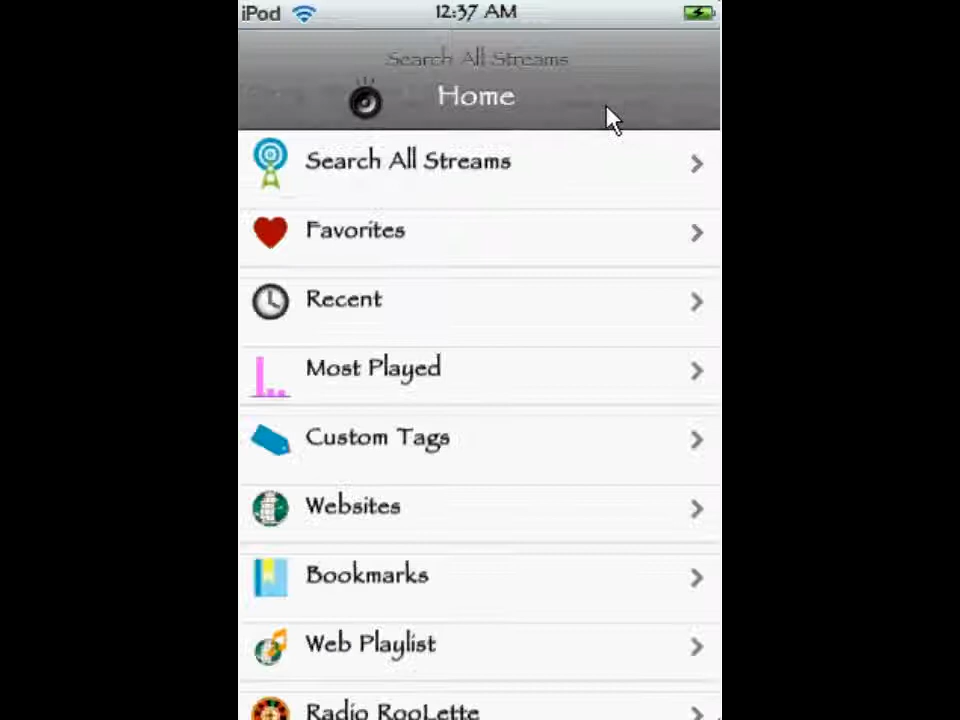 iPod 12:37 AM
Search All Streams
Home
Search All Streams
Favorites
Recent
Most Played
Custom Tags
Websites
Bookmarks
Web Playlist
Radio RooLette